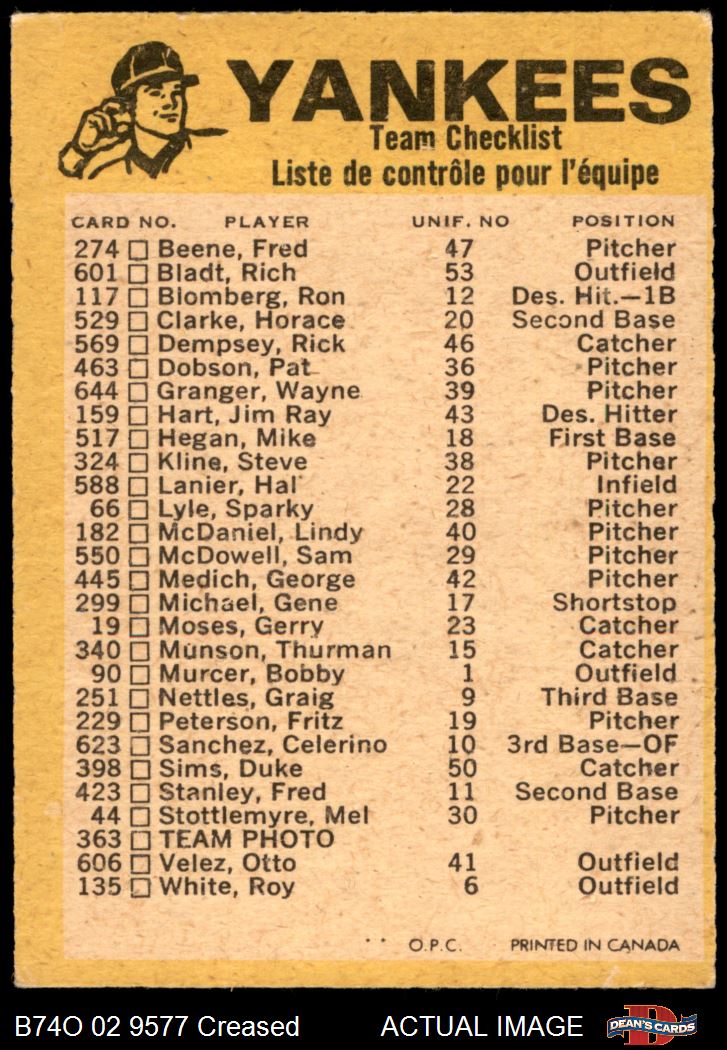 YANKEES
Team Checklist
Liste de contrôle pour l'équipe
CARD NO. PLAYER UNIF. NO POSITION
274 □ Beene, Fred 47 Pitcher
601 □ Bladt, Rich 53 Outfield
117 □ Blomberg, Ron 12 Des. Hit.—1B
529 □ Clarke, Horace 20 Second Base
569 □ Dempsey, Rick 46 Catcher
463 □ Dobson, Pat 36 Pitcher
644 □ Granger, Wayne 39 Pitcher
159 □ Hart, Jim Ray 43 Des. Hitter
517 □ Hegan, Mike 18 First Base
324 □ Kline, Steve 38 Pitcher
588 □ Lanier, Hal 22 Infield
66 □ Lyle, Sparky 28 Pitcher
182 □ McDaniel, Lindy 40 Pitcher
550 □ McDowell, Sam 29 Pitcher
445 □ Medich, George 42 Pitcher
299 □ Michael, Gene 17 Shortstop
19 □ Moses, Gerry 23 Catcher
340 □ Munson, Thurman 15 Catcher
90 □ Murcer, Bobby 1 Outfield
251 □ Nettles, Graig 9 Third Base
229 □ Peterson, Fritz 19 Pitcher
623 □ Sanchez, Celerino 10 3rd Base—OF
398 □ Sims, Duke 50 Catcher
423 □ Stanley, Fred 11 Second Base
44 □ Stottlemyre, Mel 30 Pitcher
363 □ TEAM PHOTO
606 □ Velez, Otto 41 Outfield
135 □ White, Roy 6 Outfield
** O.P.C. PRINTED IN CANADA
B74O 02 9577 Creased ACTUAL IMAGE D DEAN'S CARDS